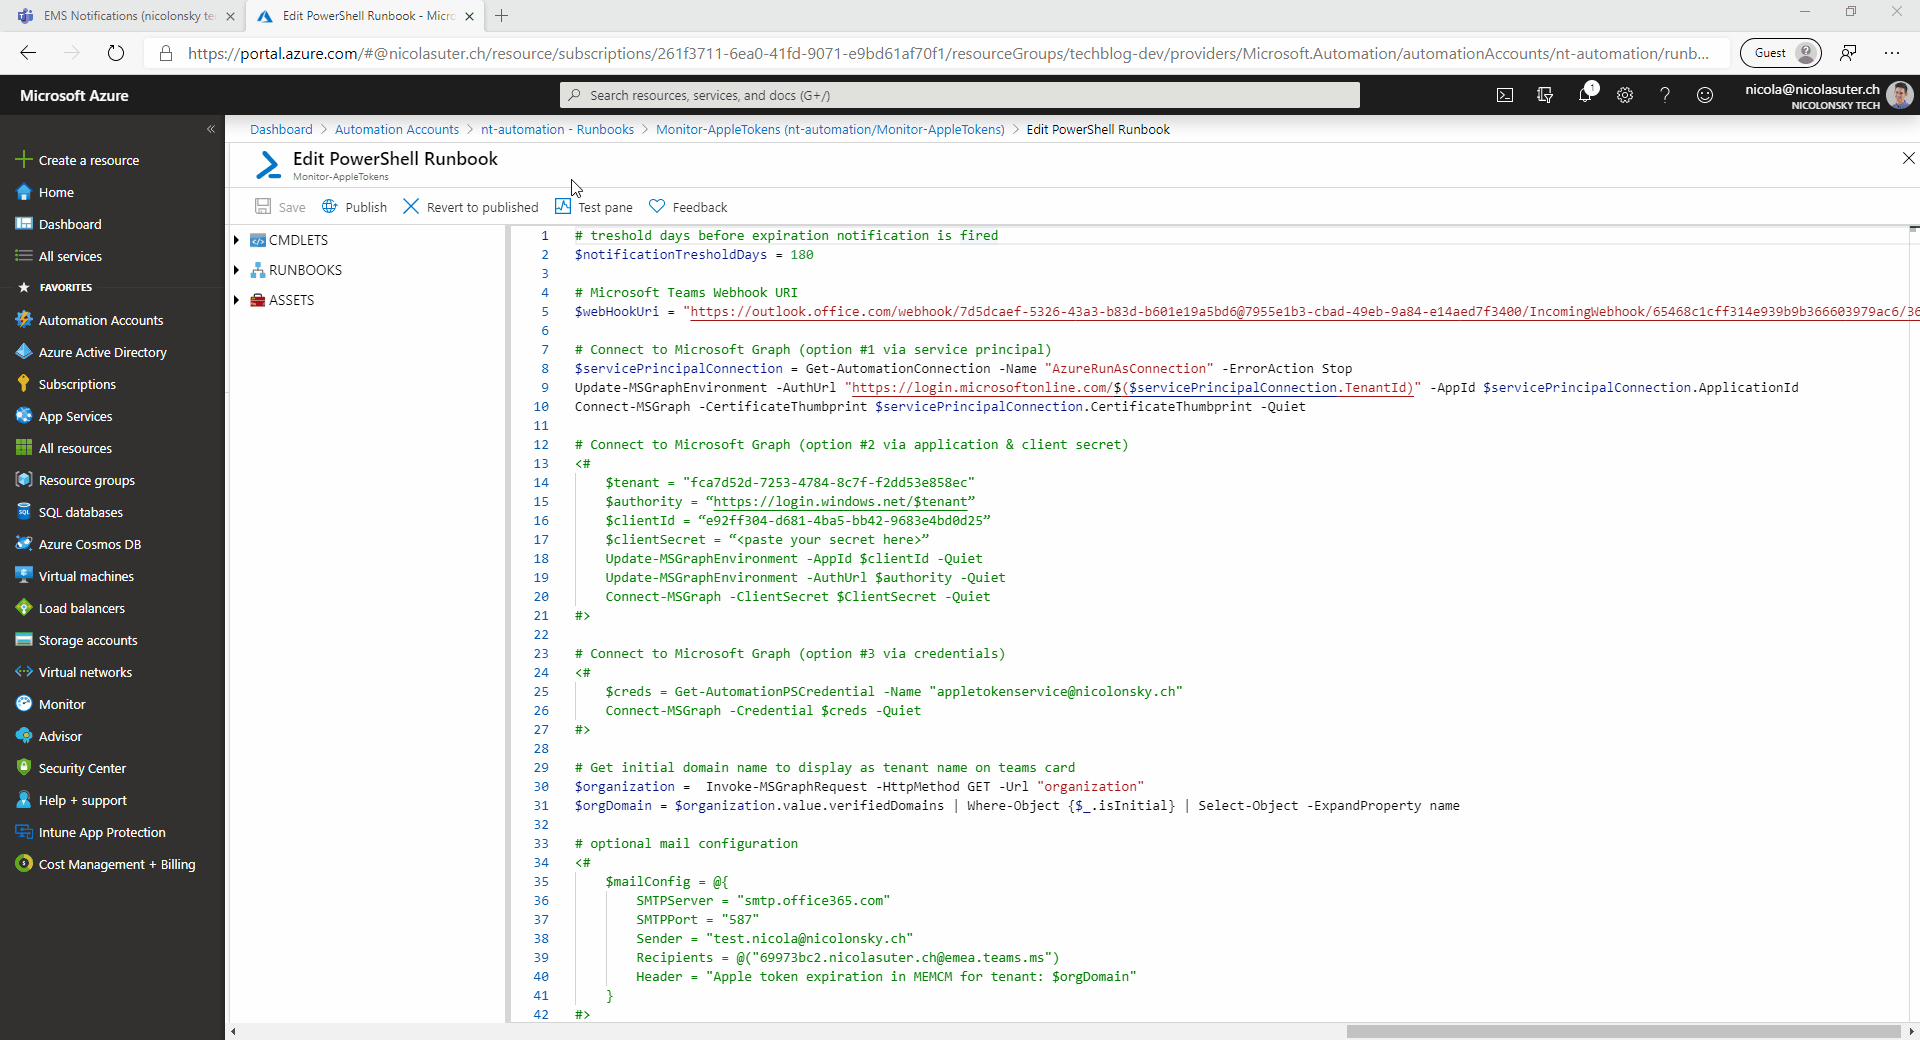 EMS Notifications (nicolonsky te
Edit PowerShell Runbook - Micro
https://portal.azure.com/#@nicolasuter.ch/resource/subscriptions/261f3711-6ea0-41fd-9071-e9bd61af70f1/resourceGroups/techblog-dev/providers/Microsoft.Automation/automationAccounts/nt-automation/runb...
Guest
Microsoft Azure
Search resources, services, and docs (G+/)
1
nicola@nicolasuter.ch
NICOLONSKY TECH
Dashboard > Automation Accounts > nt-automation - Runbooks > Monitor-AppleTokens (nt-automation/Monitor-AppleTokens) > Edit PowerShell Runbook
Edit PowerShell Runbook
Monitor-AppleTokens
Save
Publish
Revert to published
Test pane
Feedback
Create a resource
Home
Dashboard
All services
FAVORITES
Automation Accounts
Azure Active Directory
Subscriptions
App Services
All resources
Resource groups
SQL databases
Azure Cosmos DB
Virtual machines
Load balancers
Storage accounts
Virtual networks
Monitor
Advisor
Security Center
Help + support
Intune App Protection
Cost Management + Billing
CMDLETS
RUNBOOKS
ASSETS
1 # treshold days before expiration notification is fired
2 $notificationTresholdDays = 180
3
4 # Microsoft Teams Webhook URI
5 $webHookUri = "https://outlook.office.com/webhook/7d5dcaef-5326-43a3-b83d-b601e19a5bd6@7955e1b3-cbad-49eb-9a84-e14aed7f3400/IncomingWebhook/65468c1cff314e939b9b366603979ac6/36
6
7 # Connect to Microsoft Graph (option #1 via service principal)
8 $servicePrincipalConnection = Get-AutomationConnection -Name "AzureRunAsConnection" -ErrorAction Stop
9 Update-MSGraphEnvironment -AuthUrl "https://login.microsoftonline.com/$($servicePrincipalConnection.TenantId)" -AppId $servicePrincipalConnection.ApplicationId
10 Connect-MSGraph -CertificateThumbprint $servicePrincipalConnection.CertificateThumbprint -Quiet
11
12 # Connect to Microsoft Graph (option #2 via application & client secret)
13 <#
14 $tenant = "fca7d52d-7253-4784-8c7f-f2dd53e858ec"
15 $authority = “https://login.windows.net/$tenant”
16 $clientId = “e92ff304-d681-4ba5-bb42-9683e4bd0d25”
17 $clientSecret = “<paste your secret here>”
18 Update-MSGraphEnvironment -AppId $clientId -Quiet
19 Update-MSGraphEnvironment -AuthUrl $authority -Quiet
20 Connect-MSGraph -ClientSecret $ClientSecret -Quiet
21 #>
22
23 # Connect to Microsoft Graph (option #3 via credentials)
24 <#
25 $creds = Get-AutomationPSCredential -Name "appletokenservice@nicolonsky.ch"
26 Connect-MSGraph -Credential $creds -Quiet
27 #>
28
29 # Get initial domain name to display as tenant name on teams card
30 $organization =  Invoke-MSGraphRequest -HttpMethod GET -Url "organization"
31 $orgDomain = $organization.value.verifiedDomains | Where-Object {$_.isInitial} | Select-Object -ExpandProperty name
32
33 # optional mail configuration
34 <#
35 $mailConfig = @{
36 SMTPServer = "smtp.office365.com"
37 SMTPPort = "587"
38 Sender = "test.nicola@nicolonsky.ch"
39 Recipients = @("69973bc2.nicolasuter.ch@emea.teams.ms")
40 Header = "Apple token expiration in MEMCM for tenant: $orgDomain"
41 }
42 #>